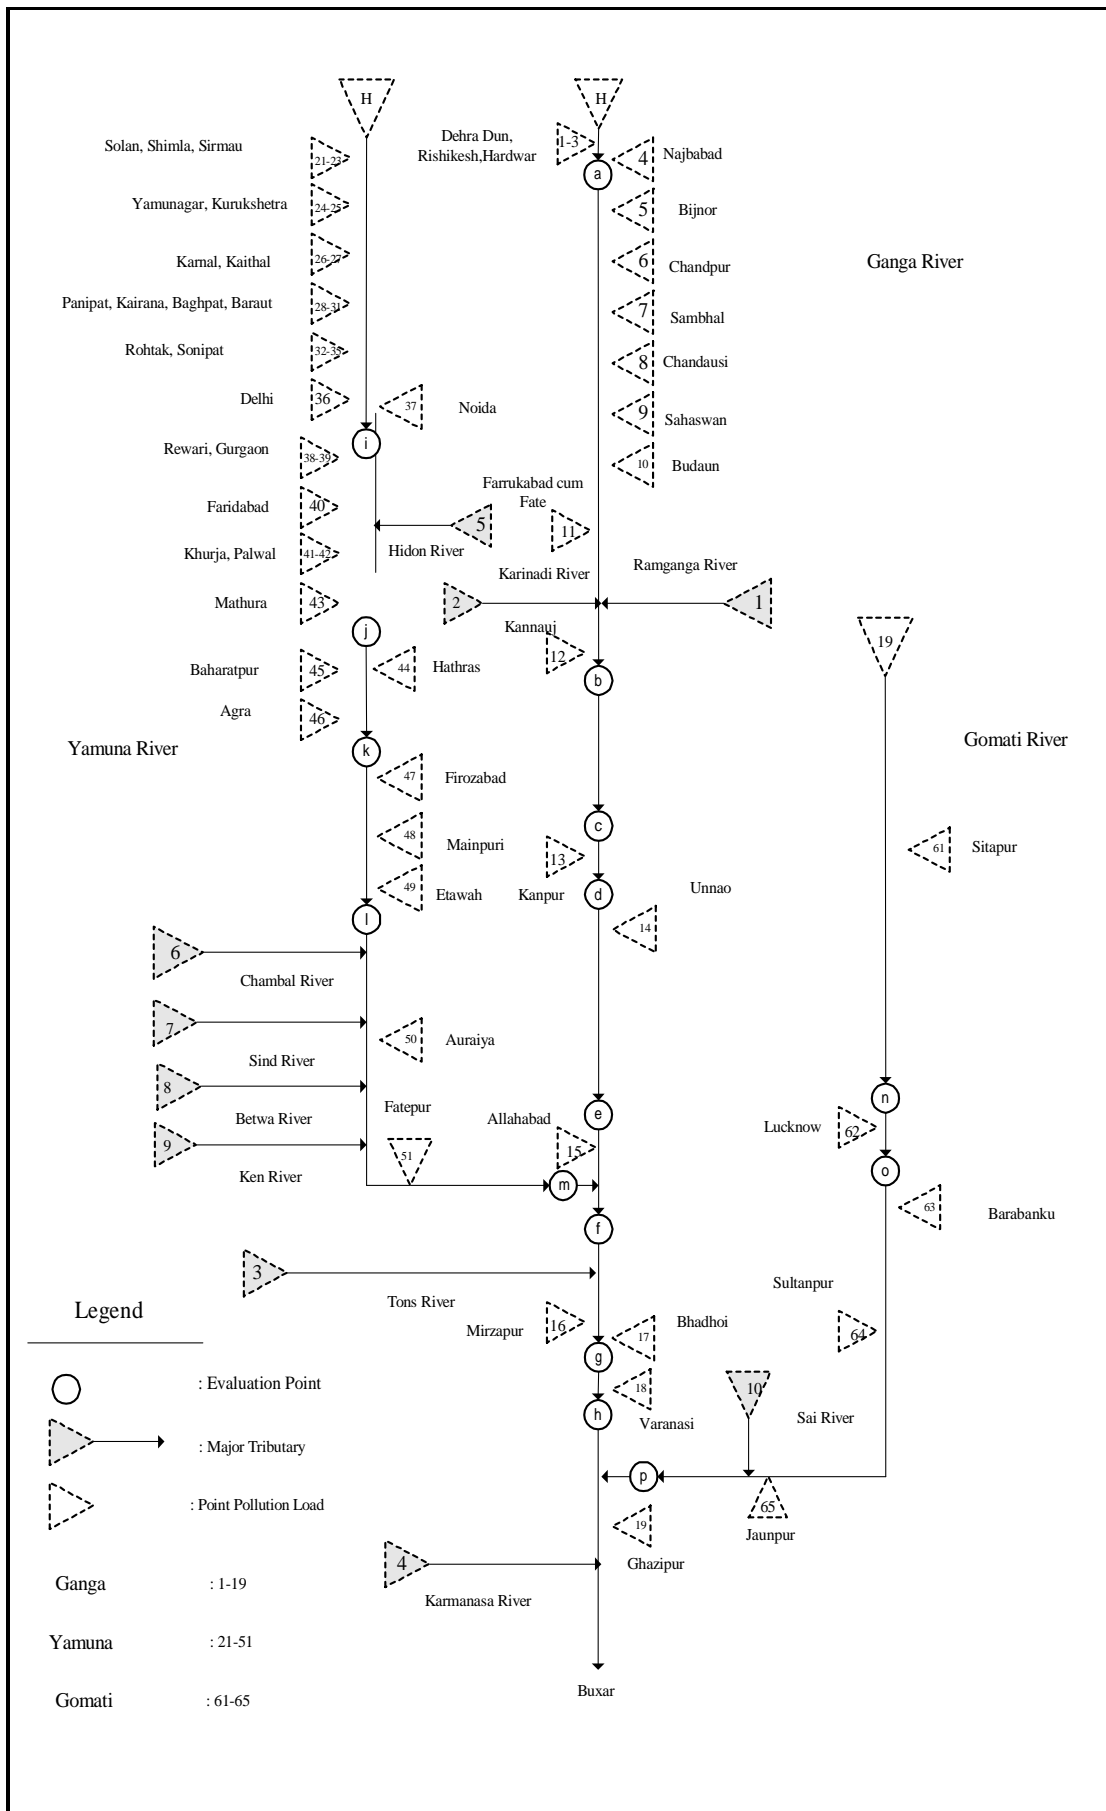 H
H
Solan, Shimla, Sirmau
21-23
Dehra Dun,
Rishikesh,Hardwar
1-3
4
Najbabad
a
Yamunagar, Kurukshetra
24-25
5
Bijnor
Karnal, Kaithal
26-27
6
Chandpur
Ganga River
Panipat, Kairana, Baghpat, Baraut
28-31
7
Sambhal
Rohtak, Sonipat
32-35
8
Chandausi
Delhi
36
37
Noida
9
Sahaswan
i
Rewari, Gurgaon
38-39
10
Budaun
Farrukabad cum
Fate
Faridabad
40
11
5
Hidon River
Khurja, Palwal
41-42
Karinadi River
Ramganga River
Mathura
43
2
1
Kannauj
j
12
19
Baharatpur
45
44
Hathras
b
Agra
46
Yamuna River
k
Gomati River
47
Firozabad
c
48
Mainpuri
13
61
Sitapur
49
Etawah
Kanpur
d
Unnao
l
14
6
Chambal River
7
50
Auraiya
Sind River
8
Betwa River
Fatepur
Allahabad
e
n
Lucknow
62
9
Ken River
51
15
o
m
63
Barabanku
f
3
Tons River
Sultanpur
Legend
Mirzapur
16
17
Bhadhoi
64
g
: Evaluation Point
18
10
h
Varanasi
Sai River
: Major Tributary
p
: Point Pollution Load
19
65
Jaunpur
Ghazipur
4
Karmanasa River
Ganga
: 1-19
Yamuna
: 21-51
Gomati
: 61-65
Buxar